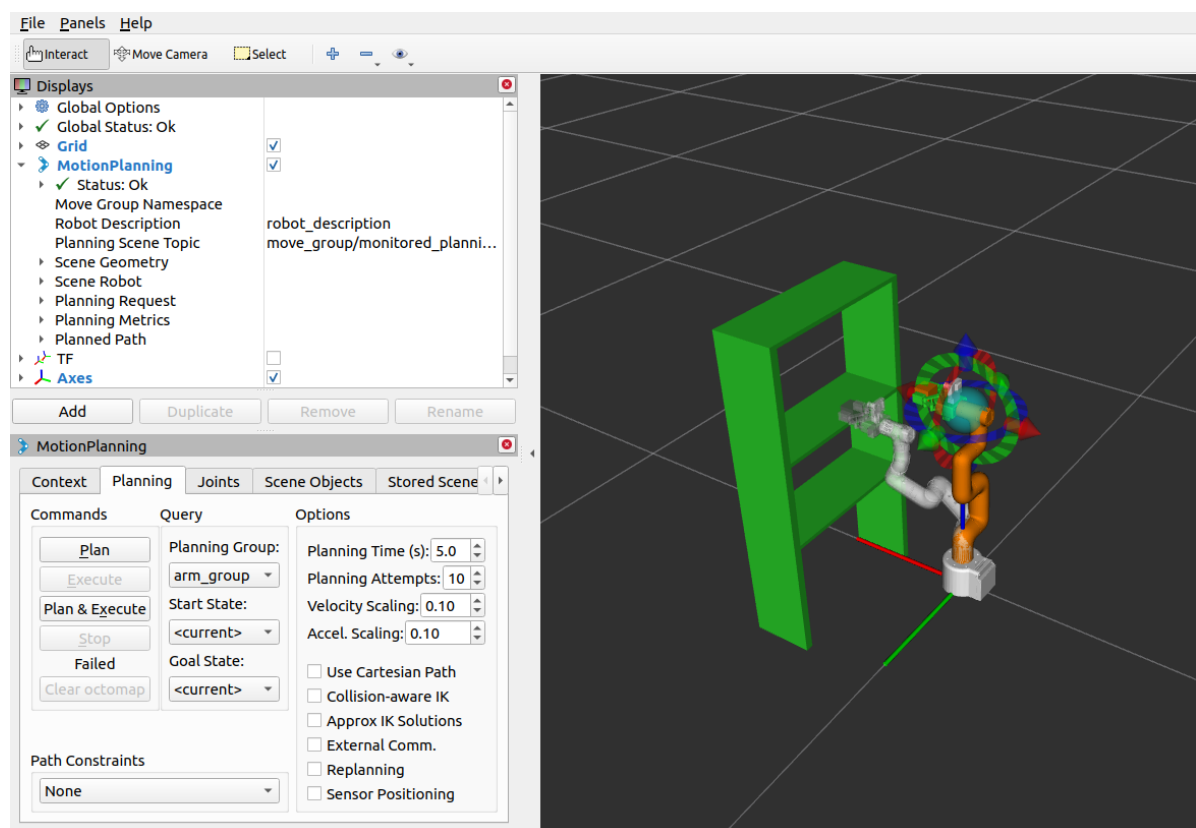 File Panels Help
Interact Move Camera Select
Displays
Global Options
Global Status: Ok
Grid
MotionPlanning
Status: Ok
Move Group Namespace
Robot Description robot_description
Planning Scene Topic move_group/monitored_planni...
Scene Geometry
Scene Robot
Planning Request
Planning Metrics
Planned Path
TF
Axes
Add Duplicate Remove Rename
MotionPlanning
Context Planning Joints Scene Objects Stored Scene
Commands Query Options
Plan
Execute
Plan & Execute
Stop
Failed
Clear octomap
Planning Group:
arm_group
Start State:
<current>
Goal State:
<current>
Planning Time (s): 5.0
Planning Attempts: 10
Velocity Scaling: 0.10
Accel. Scaling: 0.10
Use Cartesian Path
Collision-aware IK
Approx IK Solutions
External Comm.
Replanning
Sensor Positioning
Path Constraints
None